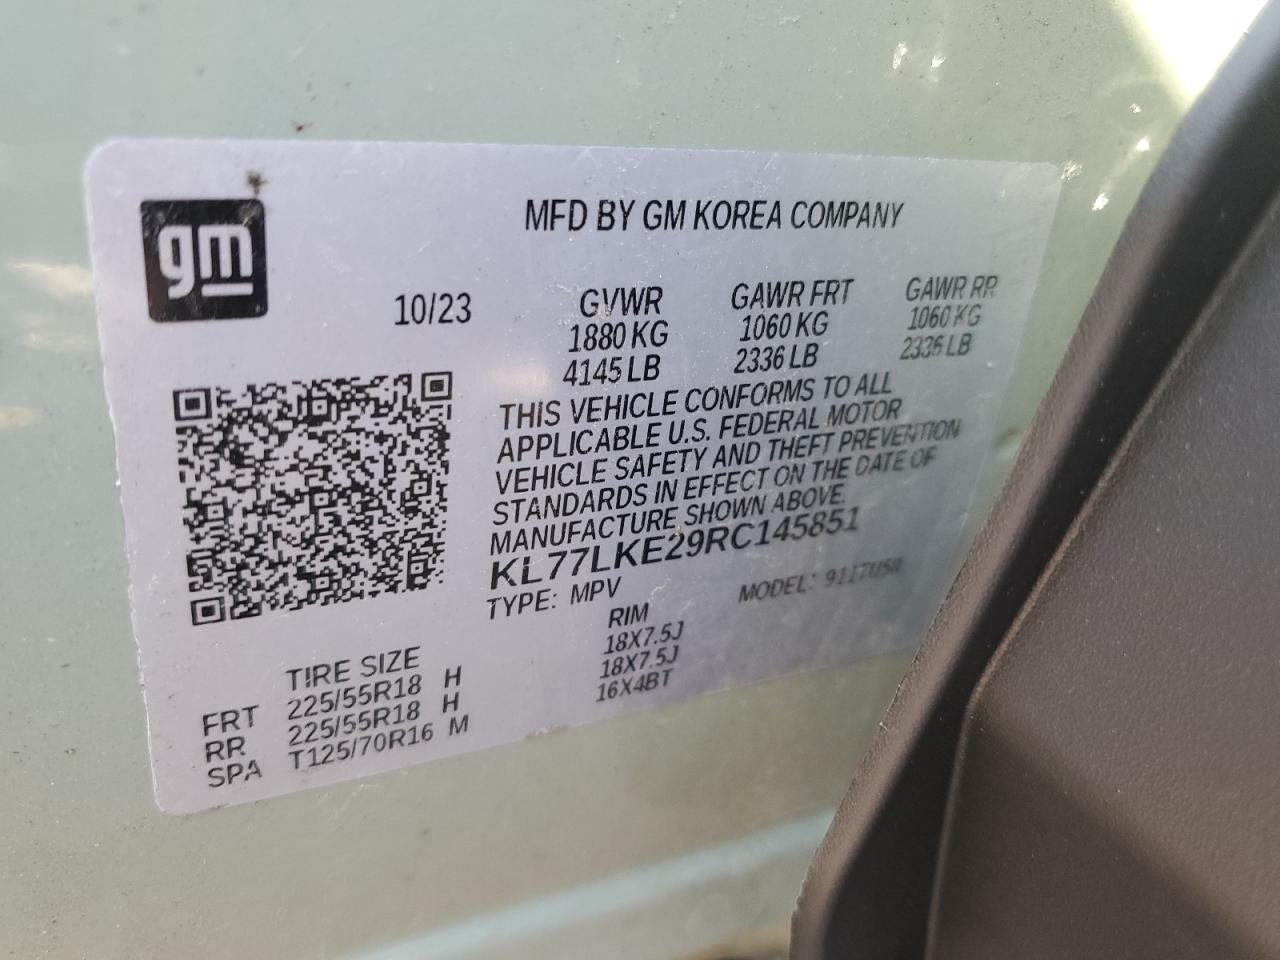 gm
MFD BY GM KOREA COMPANY
10/23 GVWR GAWR FRT GAWR RR
1880 KG 1060 KG 1060 KG
4145 LB 2336 LB 2336 LB
THIS VEHICLE CONFORMS TO ALL
APPLICABLE U.S. FEDERAL MOTOR
VEHICLE SAFETY AND THEFT PREVENTION
STANDARDS IN EFFECT ON THE DATE OF
MANUFACTURE SHOWN ABOVE.
KL77LKE29RC145851
TYPE: MPV MODEL:
TIRE SIZE RIM
FRT 225/55R18 H 18X7.5J
RR 225/55R18 H 18X7.5J
SPA T125/70R16 M 16X4BT